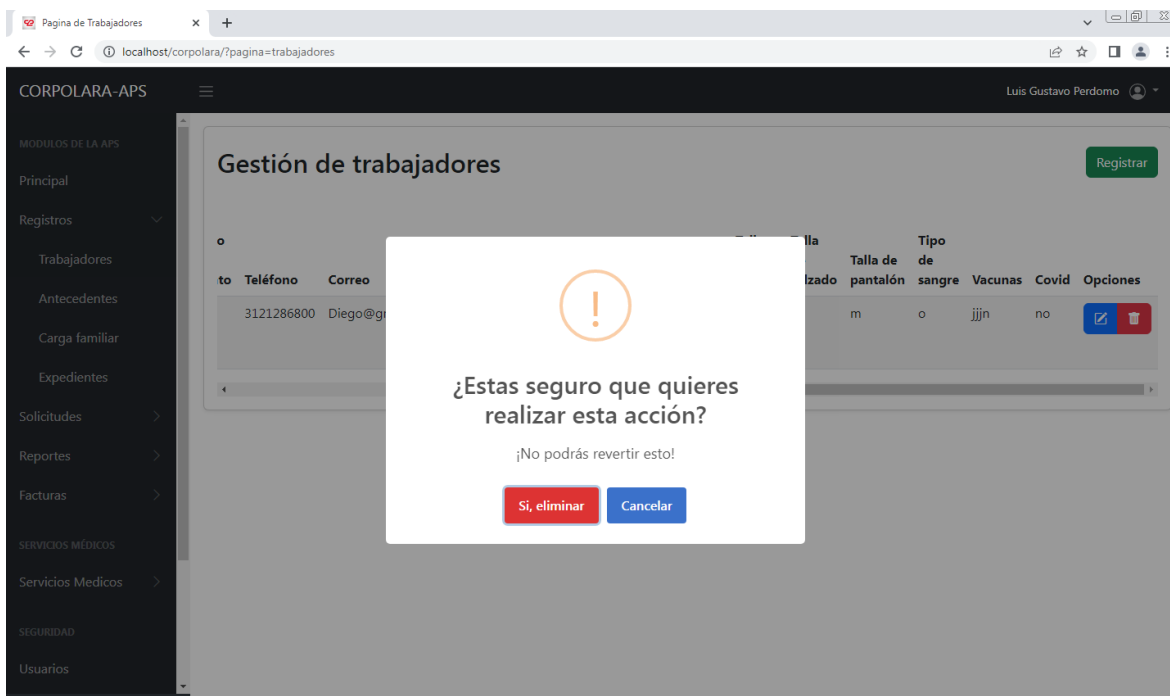 Pagina de Trabajadores
localhost/corpolara/?pagina=trabajadores
CORPOLARA-APS
Luis Gustavo Perdomo
MODULOS DE LA APS
Principal
Registros
Trabajadores
Antecedentes
Carga familiar
Expedientes
Solicitudes
Reportes
Facturas
SERVICIOS MÉDICOS
Servicios Medicos
SEGURIDAD
Usuarios
Gestión de trabajadores
Registrar
Teléfono Correo Talla de pantalón Tipo de sangre Vacunas Covid Opciones
3121286800 Diego@g m o jjjn no
¿Estas seguro que quieres
realizar esta acción?
¡No podrás revertir esto!
Si, eliminar Cancelar